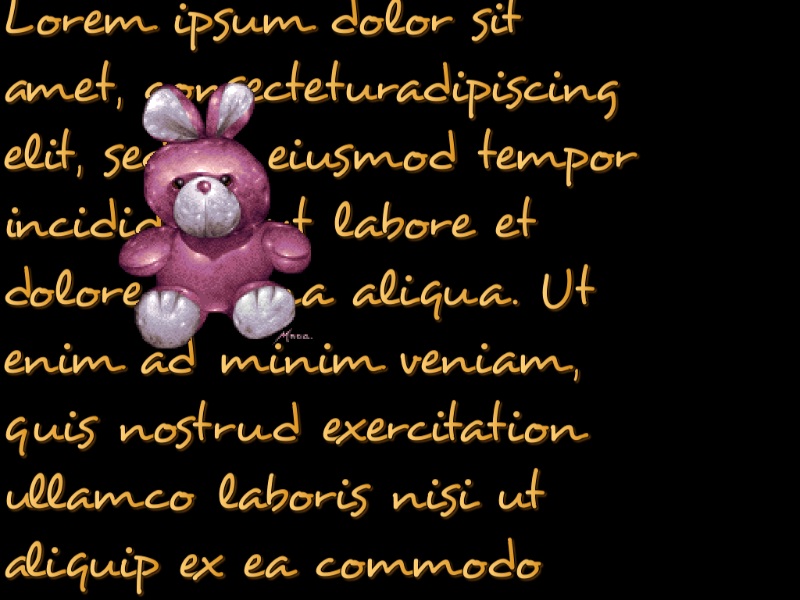 Lorem ipsum dolor sit
amet, consecteturadipiscing
elit, eiusmod tempor
labore et
dolore aliqua. Ut
enim ad minim veniam,
quis nostrud exercitation
ullamco laboris nisi ut
aliquip ex ea commodo